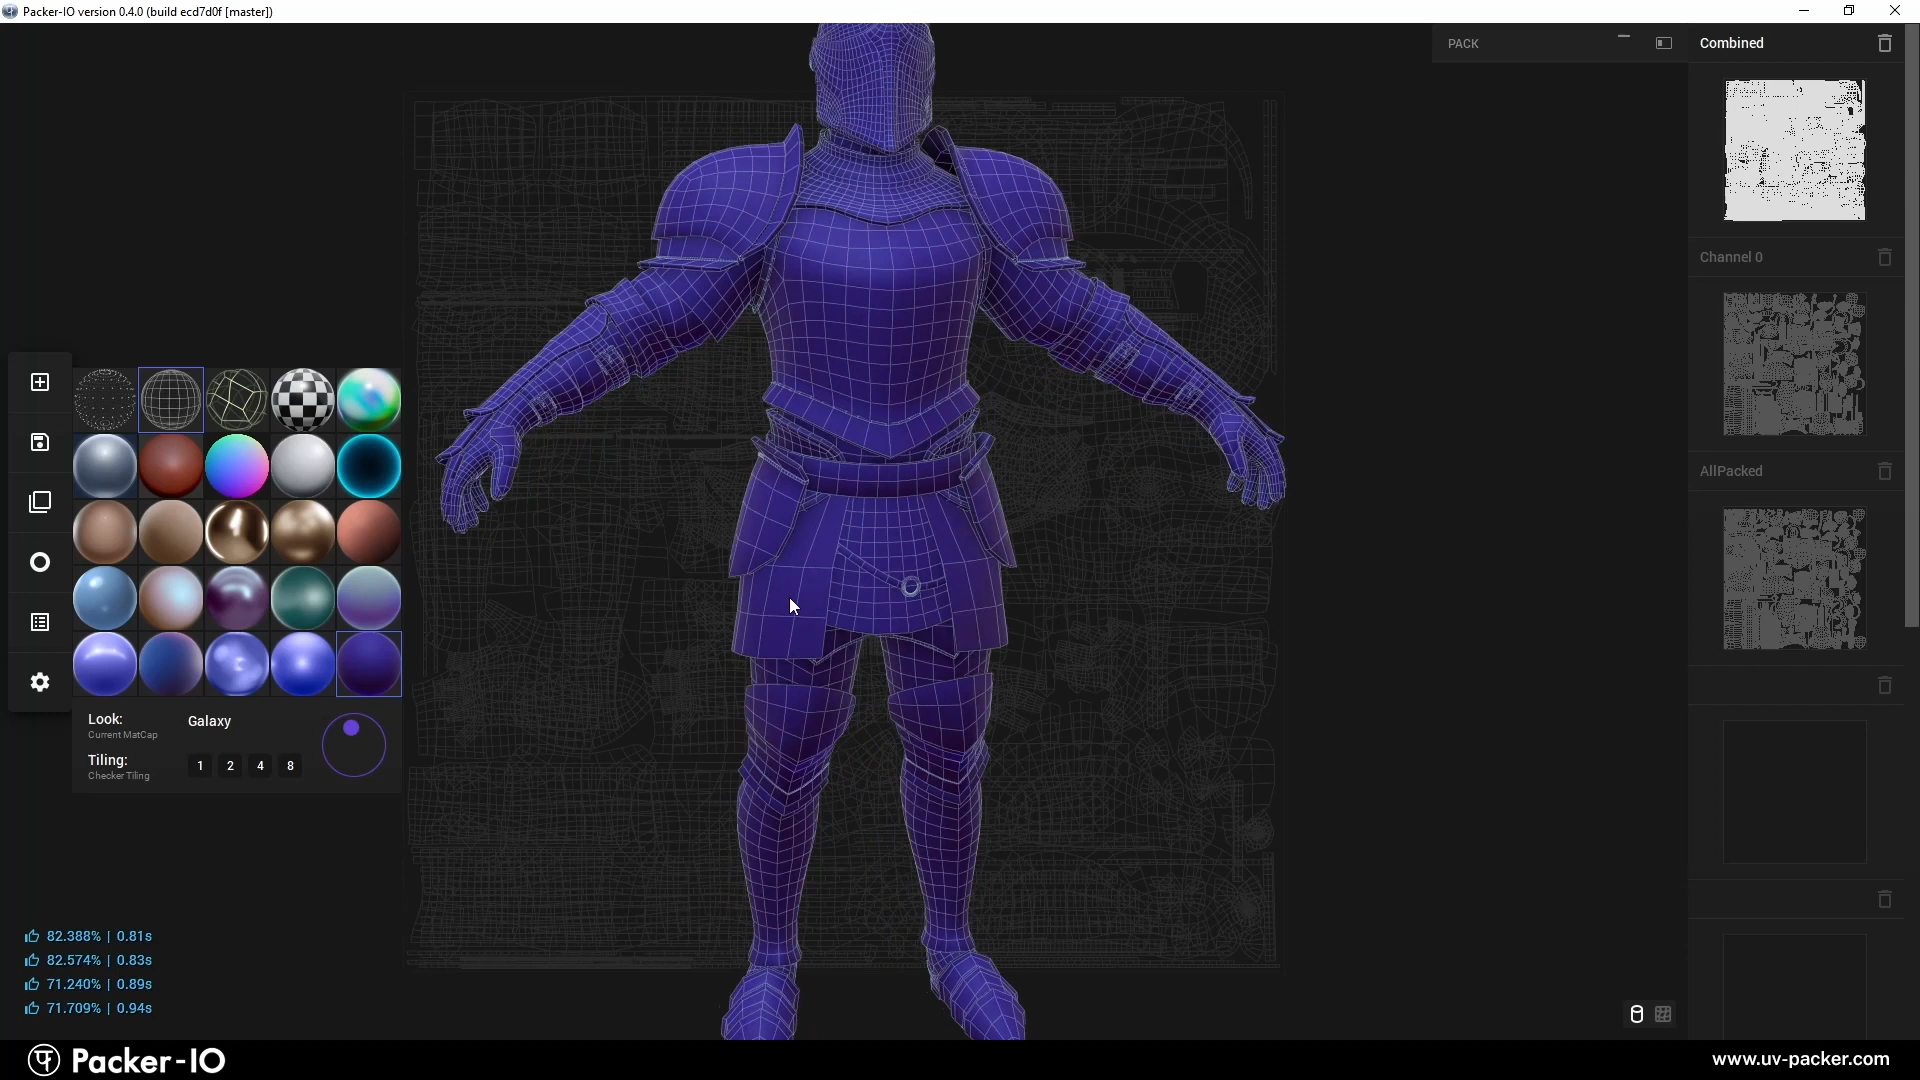 Packer-IO version 0.4.0 (build ecd7d0f [master])
PACK
Combined
Channel 0
AllPacked
Look:
Current MatCap
Galaxy
Tiling:
Checker Tiling
1 2 4 8
82.388% | 0.81s
82.574% | 0.83s
71.240% | 0.89s
71.709% | 0.94s
Packer-IO
www.uv-packer.com